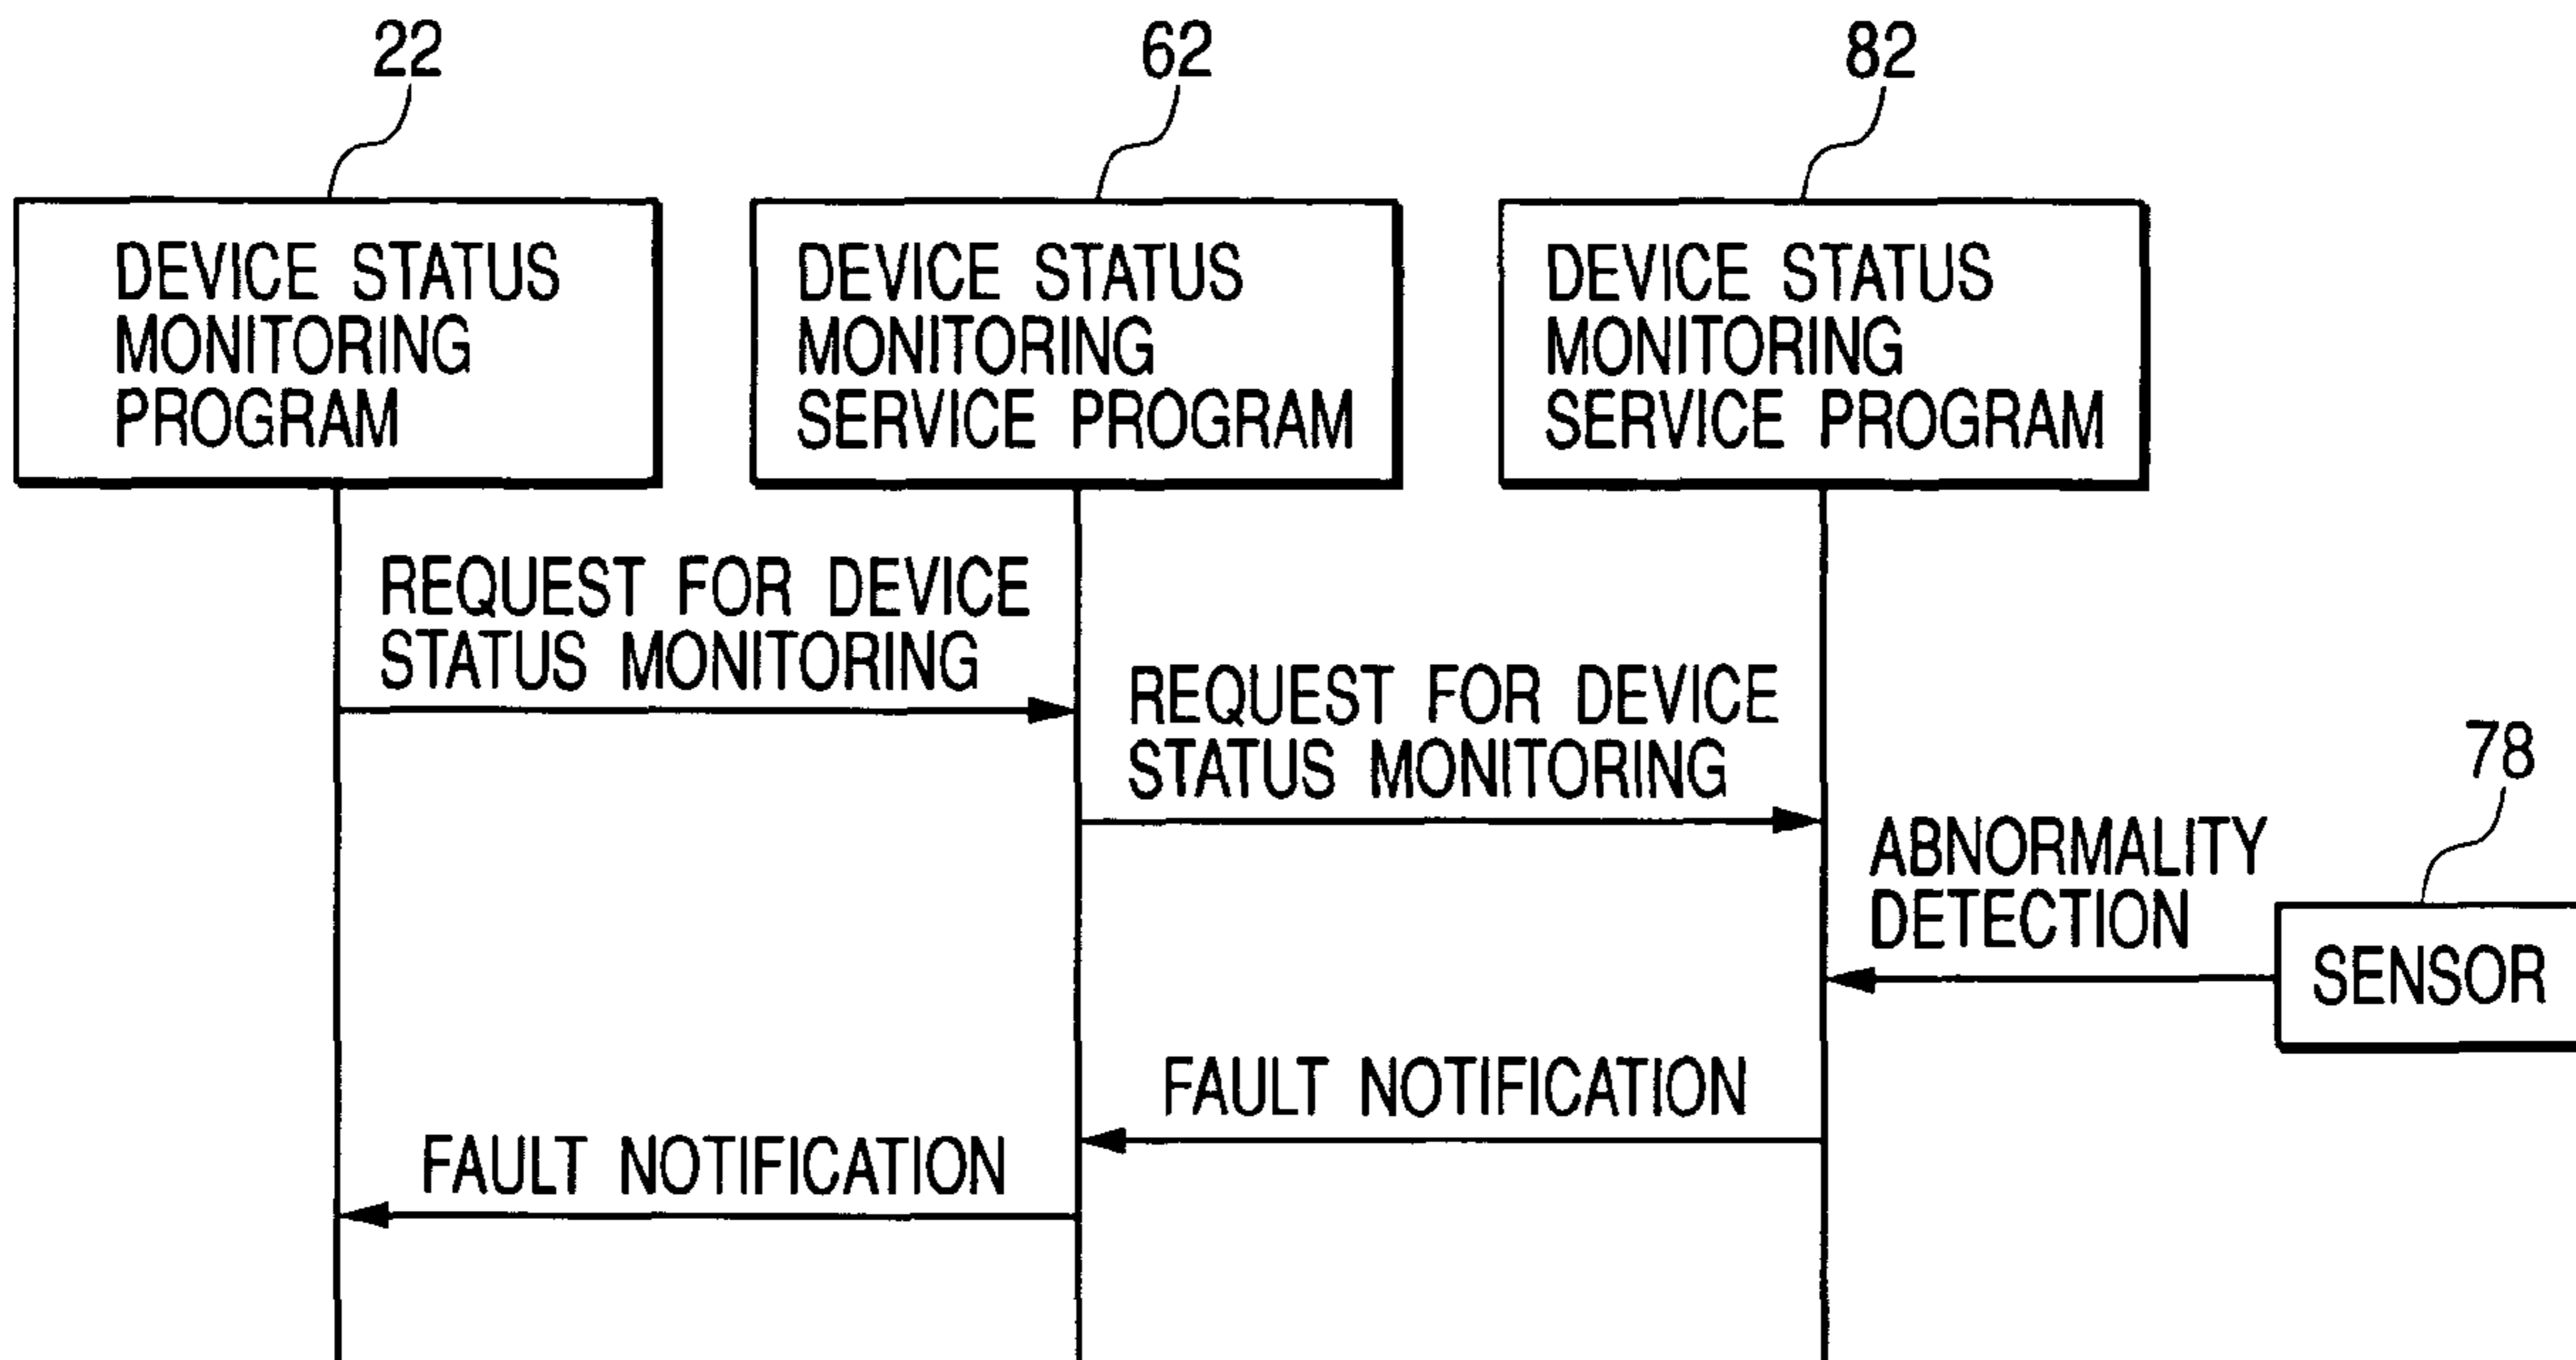 22
62
82
DEVICE STATUS
MONITORING
PROGRAM
DEVICE STATUS
MONITORING
SERVICE PROGRAM
DEVICE STATUS
MONITORING
SERVICE PROGRAM
REQUEST FOR DEVICE
STATUS MONITORING
REQUEST FOR DEVICE
STATUS MONITORING
78
ABNORMALITY
DETECTION
SENSOR
FAULT NOTIFICATION
FAULT NOTIFICATION